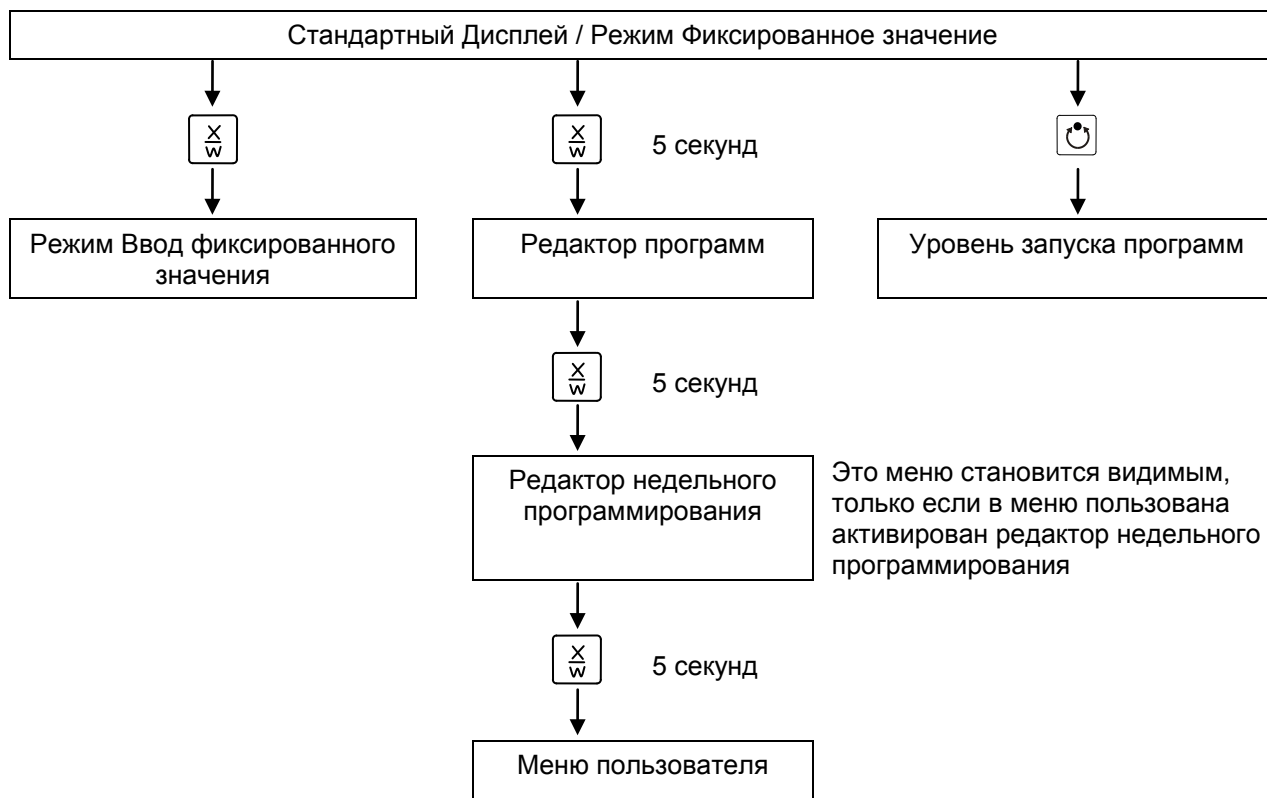 Стандартный Дисплей / Режим Фиксированное значение
X
W
X
W
5 секунд
Режим Ввод фиксированного
значения
Редактор программ
Уровень запуска программ
X
W
5 секунд
Редактор недельного
программирования
Это меню становится видимым,
только если в меню пользована
активирован редактор недельного
программирования
X
W
5 секунд
Меню пользователя